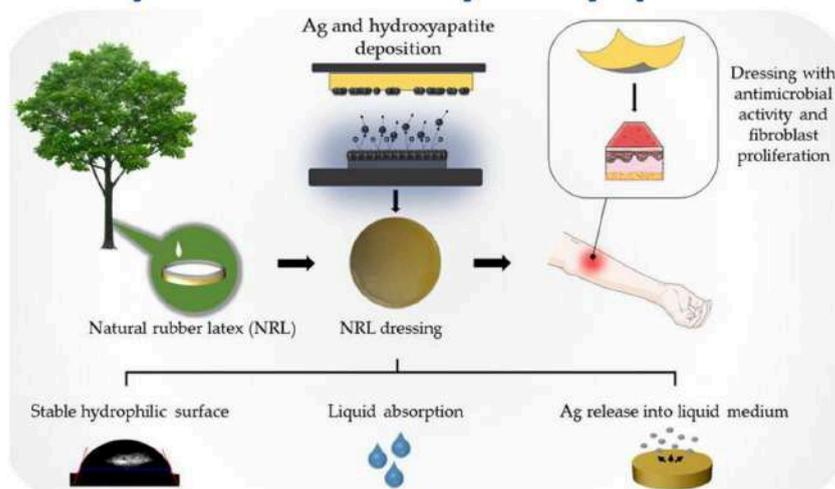 Ag and hydroxyapatite
deposition
Dressing with
antimicrobial
activity and
fibroblast
proliferation
Natural rubber latex (NRL)
NRL dressing
Stable hydrophilic surface
Liquid absorption
Ag release into liquid medium